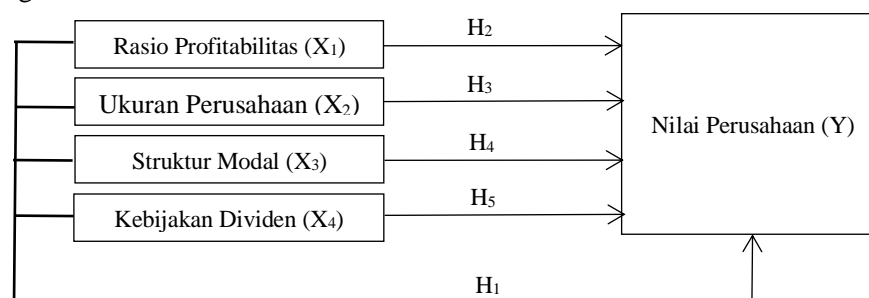 Rasio Profitabilitas (X₁)
H₂
Ukuran Perusahaan (X₂)
H₃
Nilai Perusahaan (Y)
Struktur Modal (X₃)
H₄
Kebijakan Dividen (X₄)
H₅
H₁